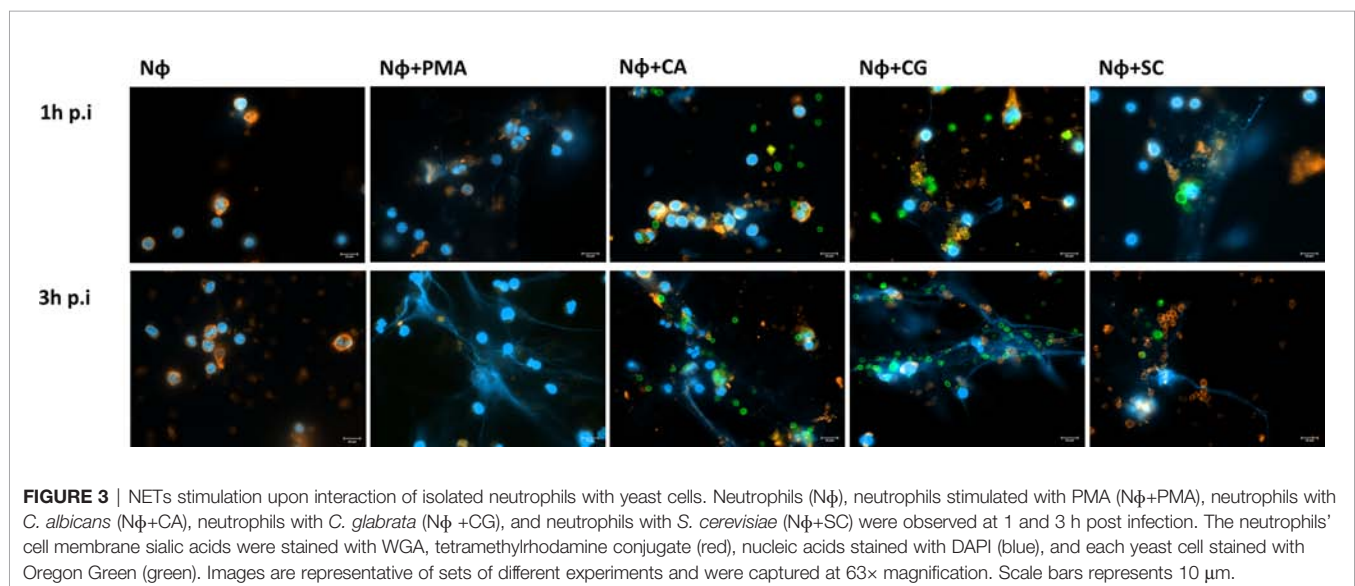 Nϕ Nϕ+PMA Nϕ+CA Nϕ+CG Nϕ+SC
1h p.i
3h p.i
FIGURE 3 | NETs stimulation upon interaction of isolated neutrophils with yeast cells. Neutrophils (Nϕ), neutrophils stimulated with PMA (Nϕ+PMA), neutrophils with
C. albicans (Nϕ+CA), neutrophils with C. glabrata (Nϕ +CG), and neutrophils with S. cerevisiae (Nϕ+SC) were observed at 1 and 3 h post infection. The neutrophils’
cell membrane sialic acids were stained with WGA, tetramethylrhodamine conjugate (red), nucleic acids stained with DAPI (blue), and each yeast cell stained with
Oregon Green (green). Images are representative of sets of different experiments and were captured at 63× magnification. Scale bars represents 10 μm.